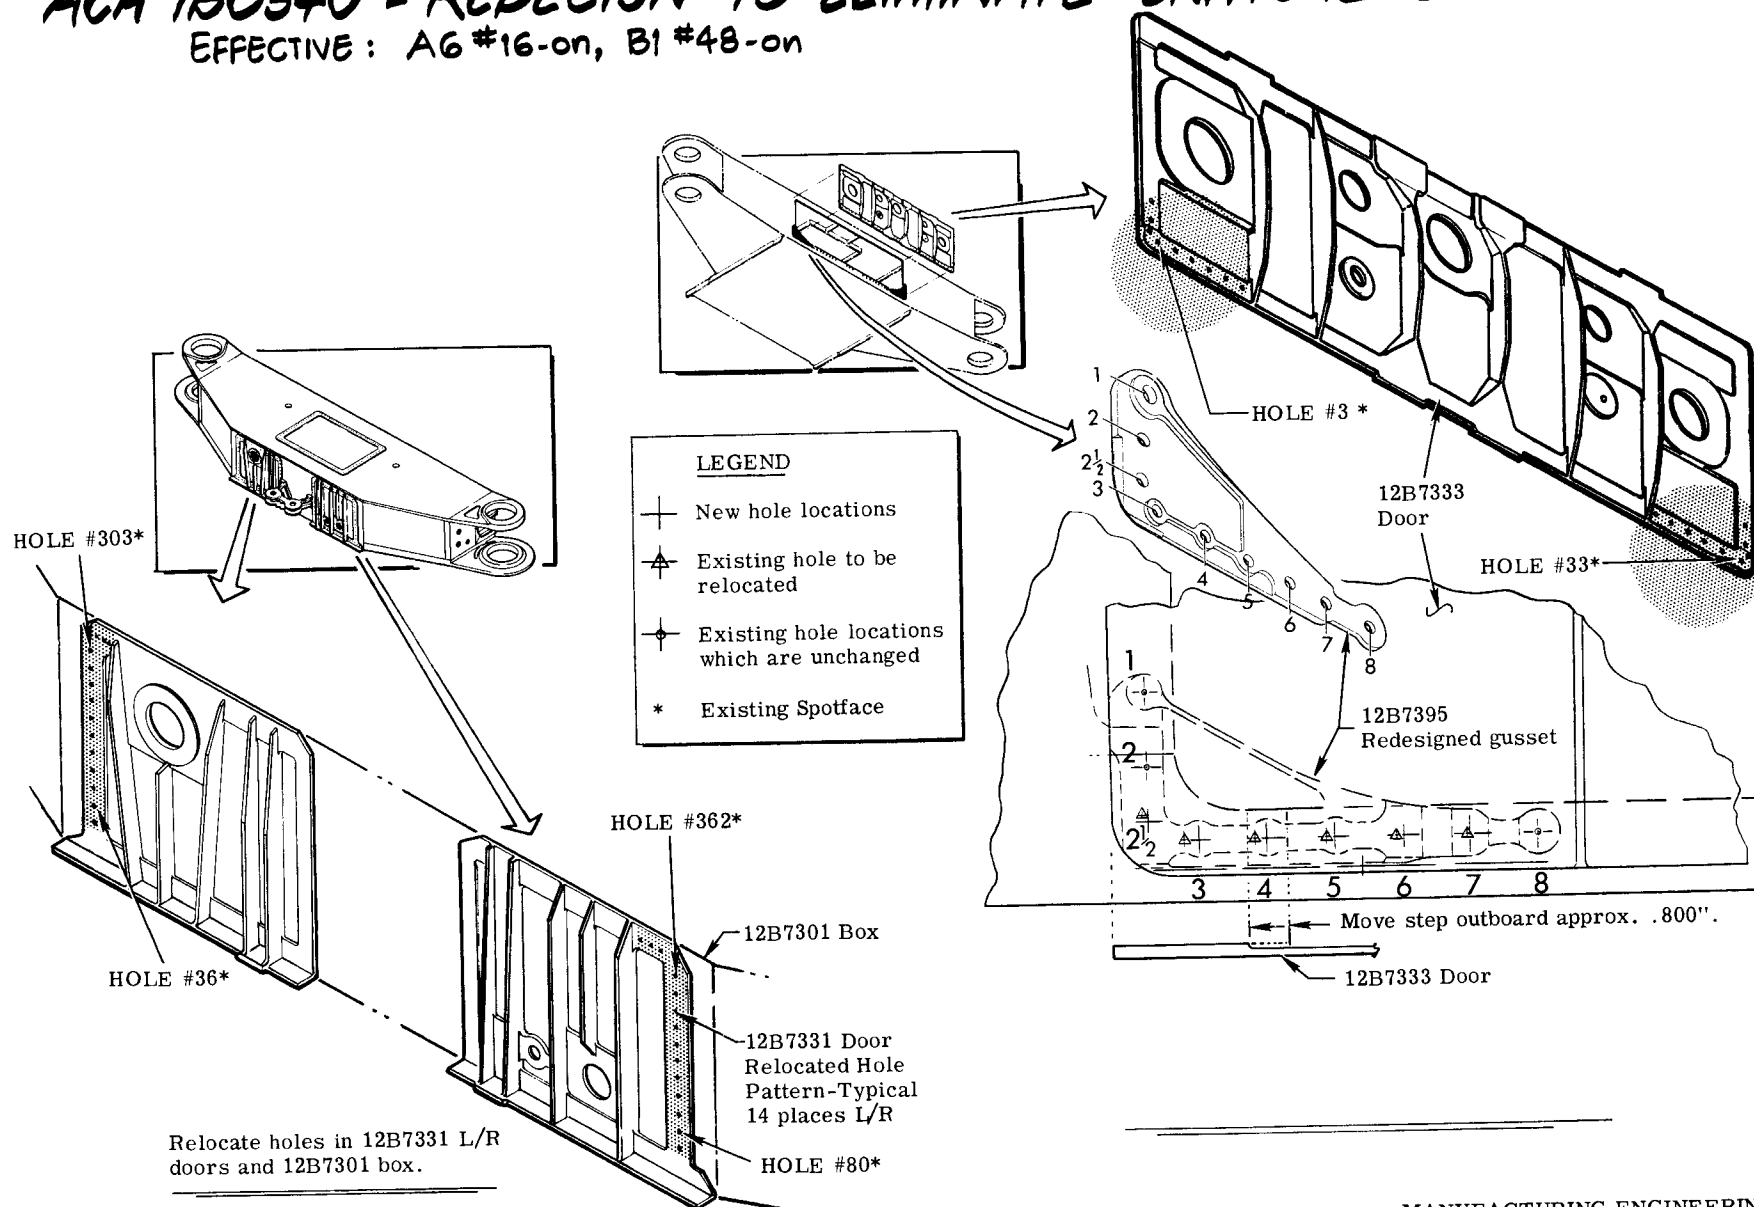 EFFECTIVE: A6 #16-on, B1 #48-on
HOLE #3 *
12B7333
Door
HOLE #33*
HOLE #303*
LEGEND
New hole locations
Existing hole to be
relocated
Existing hole locations
which are unchanged
* Existing Spotface
1
2
2½
3
4
5
6
7
8
12B7395
Redesigned gusset
1
2
2½
3 4 5 6 7 8
Move step outboard approx. .800".
12B7333 Door
HOLE #36*
HOLE #362*
12B7301 Box
12B7331 Door
Relocated Hole
Pattern-Typical
14 places L/R
HOLE #80*
Relocate holes in 12B7331 L/R
doors and 12B7301 box.